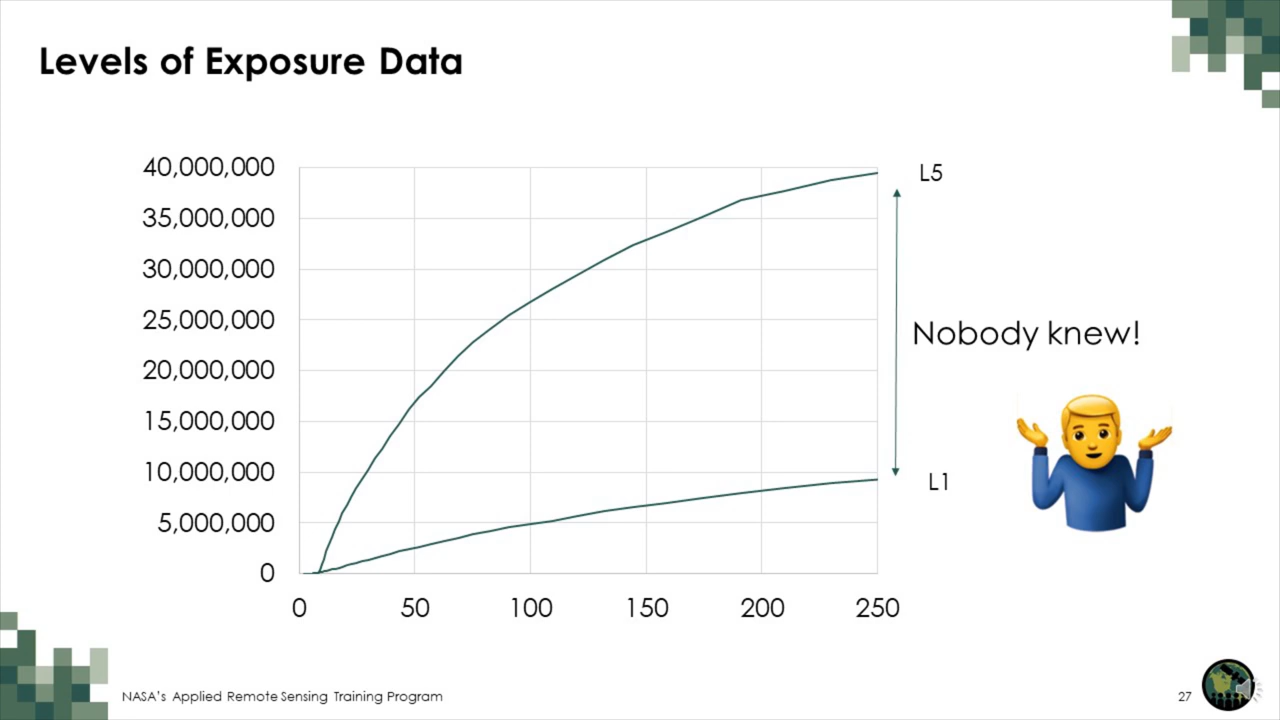 Levels of Exposure Data
40,000,000
L5
35,000,000
30,000,000
25,000,000
Nobody knew!
20,000,000
15,000,000
10,000,000
L1
5,000,000
0
0 50 100 150 200 250
NASA's Applied Remote Sensing Training Program
27